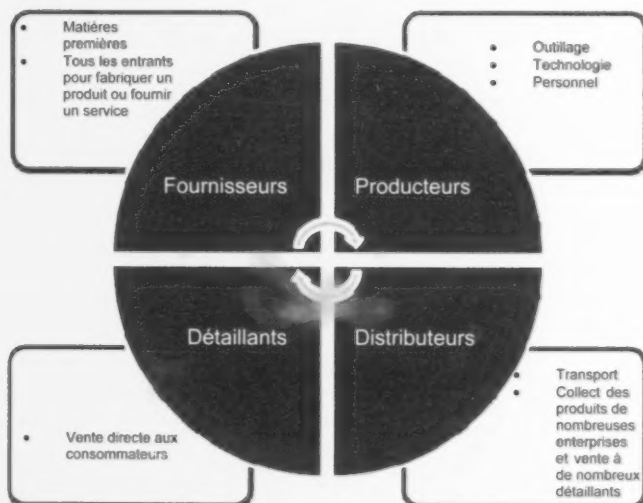 • Matières
premières
• Tous les entrants
pour fabriquer un
produit ou fournir
un service
• Outillage
• Technologie
• Personnel
Fournisseurs
Producteurs
Détaillants
Distributeurs
• Vente directe aux
consommateurs
• Transport
• Collect des
produits de
nombreuses
enterprises
et vente à
de nombreux
détaillants